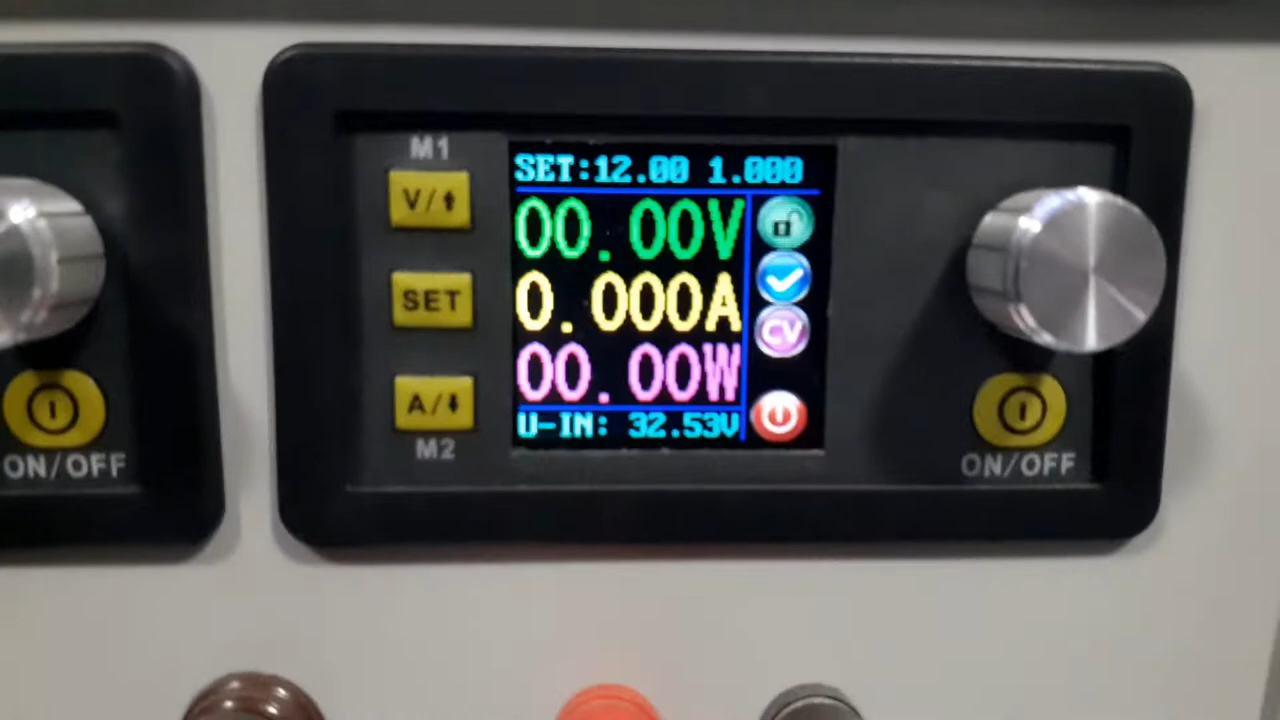 M1
V/⬆
SET
A/⬇
M2
SET:12.00 1.000
00.00V
0.000A
00.00W
U-IN: 32.53V
CV
ON/OFF
ON/OFF